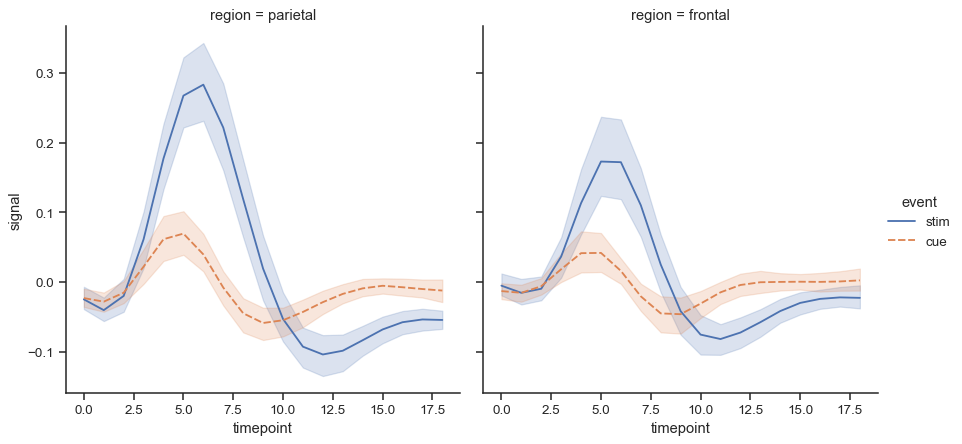 region = parietal
region = frontal
signal
0.3
0.2
0.1
0.0
−0.1
0.0 2.5 5.0 7.5 10.0 12.5 15.0 17.5
timepoint
0.0 2.5 5.0 7.5 10.0 12.5 15.0 17.5
timepoint
event
stim
cue